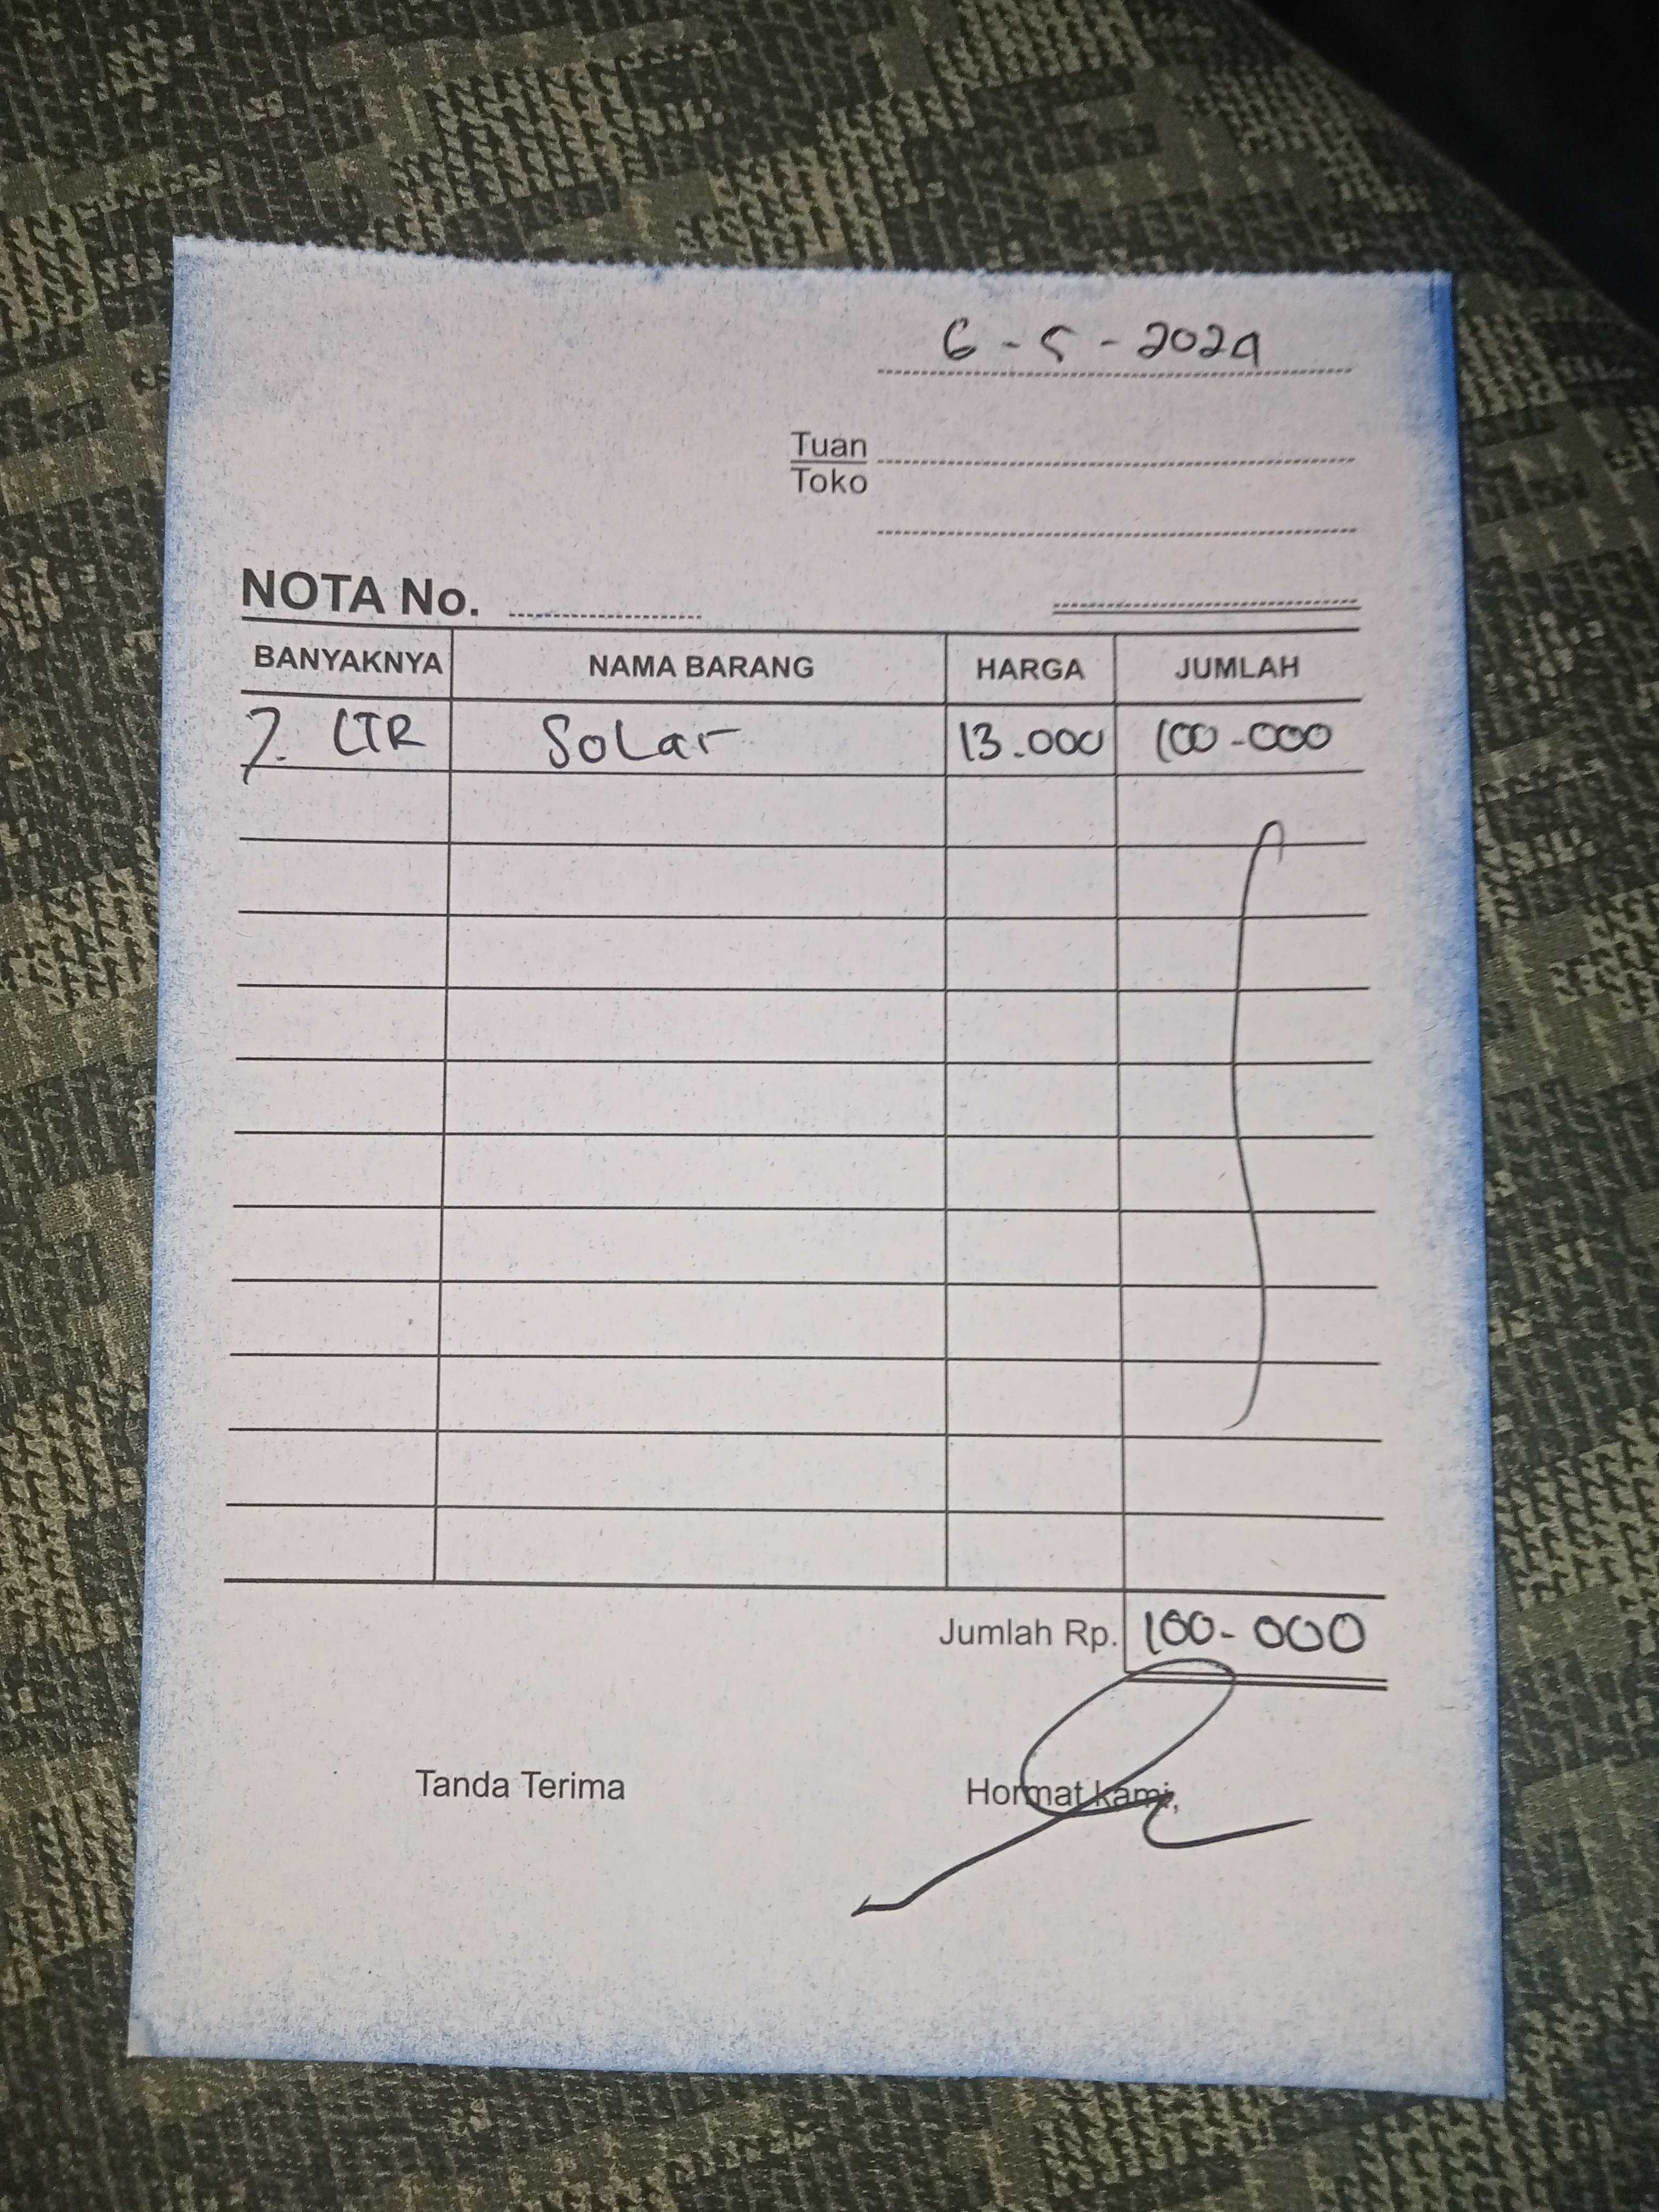 6 - 5 - 2024
Tuan
Toko
NOTA No.
BANYAKNYA NAMA BARANG HARGA JUMLAH
7. LTR Solar 13.000 100-000
Jumlah Rp. 100-000
Tanda Terima Hormat kami,